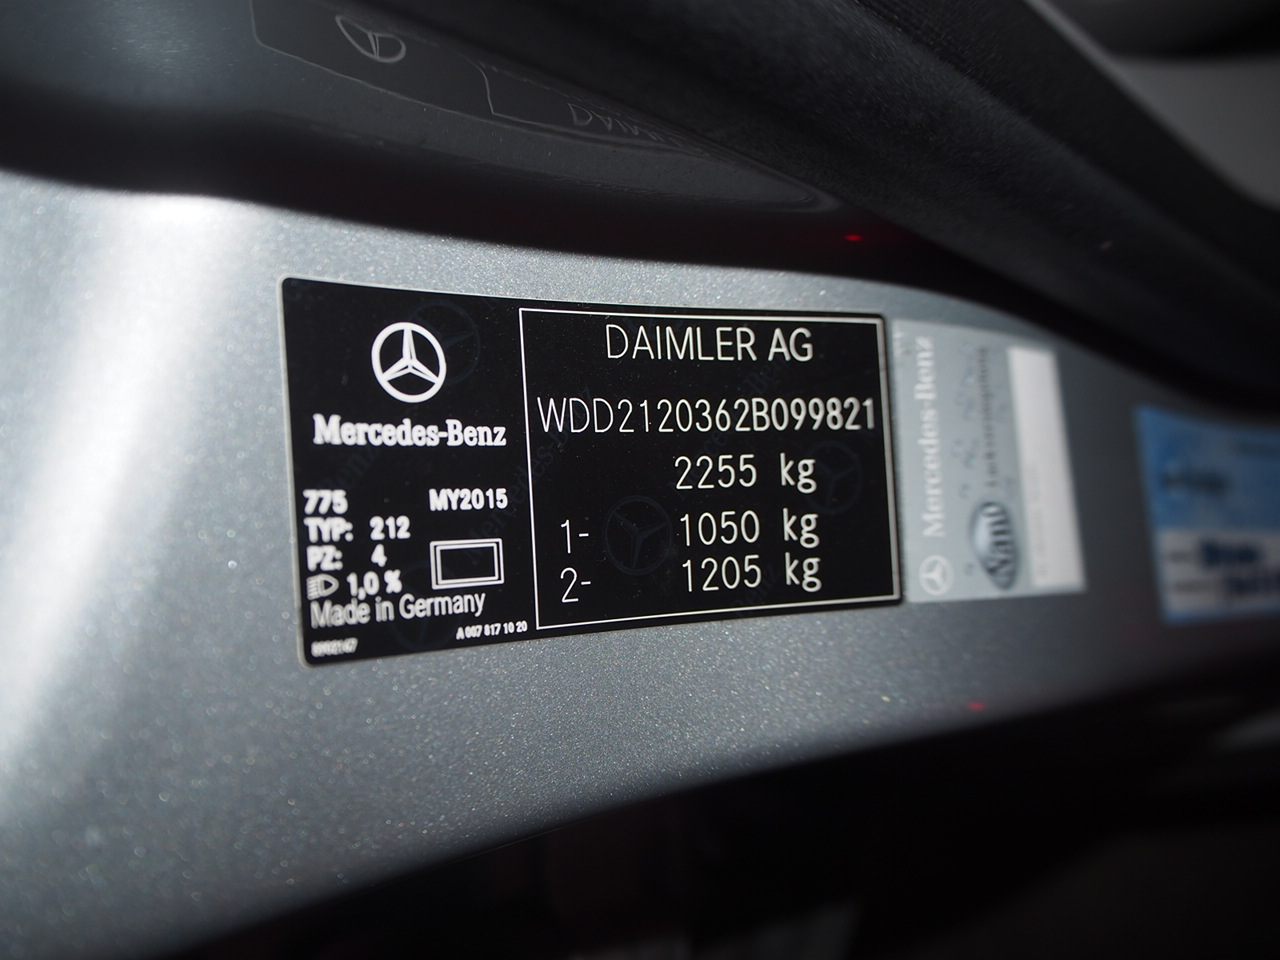 Mercedes-Benz
775 MY2015
TYP: 212
PZ: 4
1,0 %
Made in Germany
A 007 817 10 20
DAIMLER AG
WDD2120362B099821
2255 kg
1- 1050 kg
2- 1205 kg
Mercedes-Benz